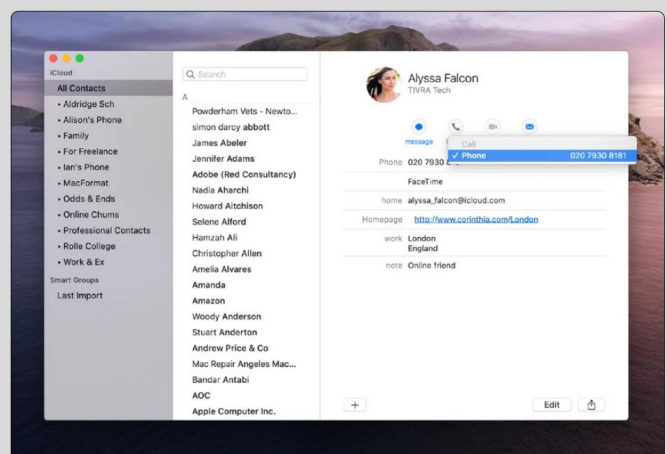 iCloud
All Contacts
• Aldridge Sch
• Alison's Phone
• Family
• For Freelance
• Ian's Phone
• MacFormat
• Odds & Ends
• Online Chums
• Professional Contacts
• Rolle College
• Work & Ex
Smart Groups
Last Import
Search
A
Powderham Vets - Newto...
simon darcy abbott
James Abeler
Jennifer Adams
Adobe (Red Consultancy)
Nadia Aharchi
Howard Aitchison
Selene Alford
Hamzah Ali
Christopher Allen
Amelia Alvares
Amanda
Amazon
Woody Anderson
Stuart Anderton
Andrew Price & Co
Mac Repair Angeles Mac...
Bandar Antabi
AOC
Apple Computer Inc.
Alyssa Falcon
TIVRA Tech
message
Call
✓ Phone 020 7930 8181
Phone 020 7930
FaceTime
home alyssa_falcon@icloud.com
Homepage http://www.corinthia.com/London
work London
England
note Online friend
+
Edit